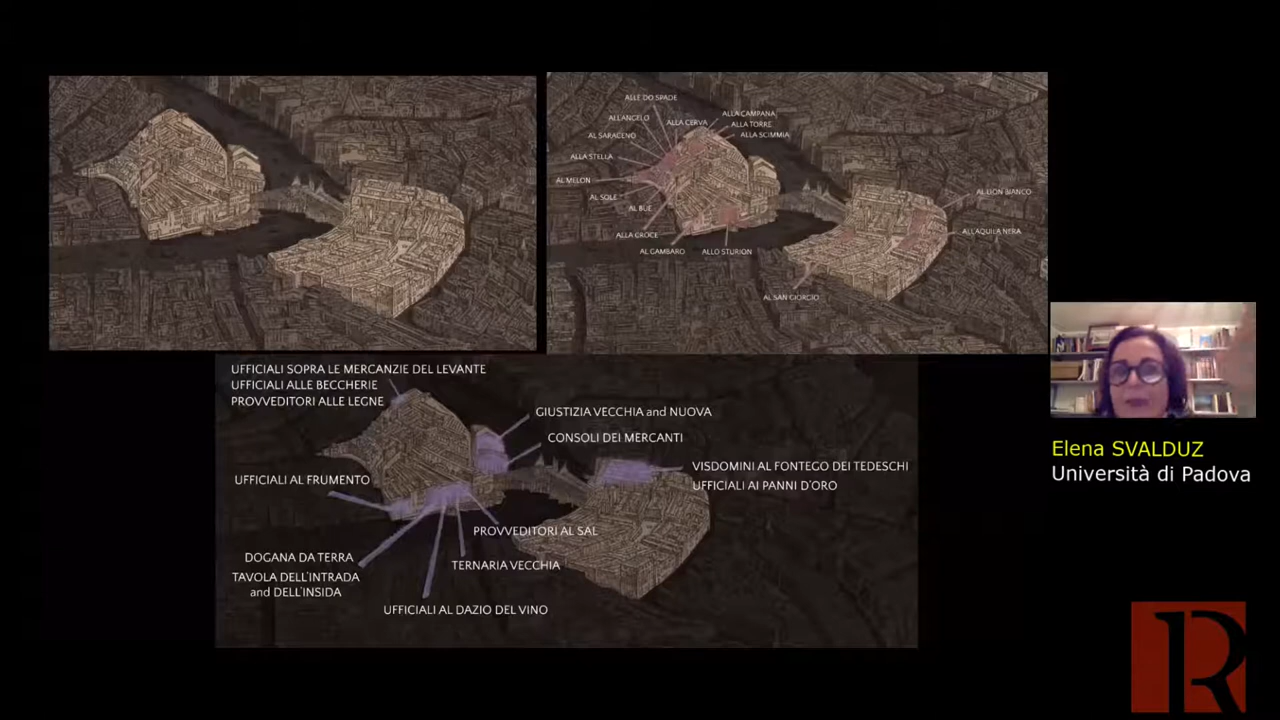 ALLE DO SPADE
ALLA CAMPANA
ALL'ANGELO
ALLA CERVA
ALLA TORRE
AL SARACENO
ALLA SCIMMIA
ALLA STELLA
AL MELON
AL LION BIANCO
AL SOLE
AL BUE
ALLA CROCE
ALL'AQUILA NERA
AL GAMBARO
ALLO STURION
AL SAN GIORGIO
UFFICIALI SOPRA LE MERCANZIE DEL LEVANTE
UFFICIALI ALLE BECCHERIE
PROVVEDITORI ALLE LEGNE
GIUSTIZIA VECCHIA and NUOVA
CONSOLI DEI MERCANTI
VISDOMINI AL FONTEGO DEI TEDESCHI
UFFICIALI AI PANNI D'ORO
UFFICIALI AL FRUMENTO
PROVVEDITORI AL SAL
DOGANA DA TERRA
TERNARIA VECCHIA
TAVOLA DELL'INTRADA
and DELL'INSIDA
UFFICIALI AL DAZIO DEL VINO
Elena SVALDUZ
Università di Padova
R